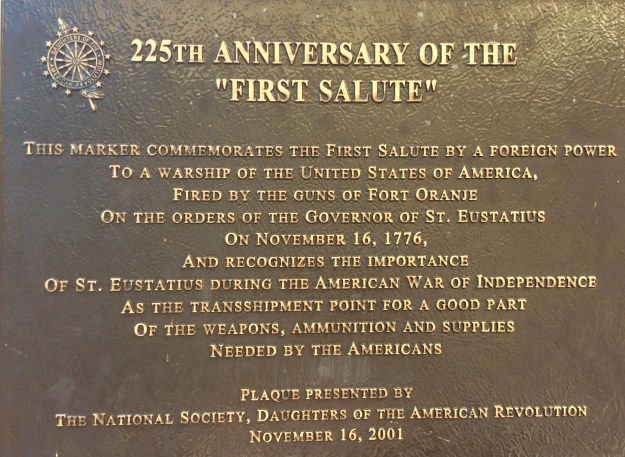 225TH ANNIVERSARY OF THE
"FIRST SALUTE"
THIS MARKER COMMEMORATES THE FIRST SALUTE BY A FOREIGN POWER
TO A WARSHIP OF THE UNITED STATES OF AMERICA,
FIRED BY THE GUNS OF FORT ORANJE
ON THE ORDERS OF THE GOVERNOR OF ST. EUSTATIUS
ON NOVEMBER 16, 1776,
AND RECOGNIZES THE IMPORTANCE
OF ST. EUSTATIUS DURING THE AMERICAN WAR OF INDEPENDENCE
AS THE TRANSSHIPMENT POINT FOR A GOOD PART
OF THE WEAPONS, AMMUNITION AND SUPPLIES
NEEDED BY THE AMERICANS
PLAQUE PRESENTED BY
THE NATIONAL SOCIETY, DAUGHTERS OF THE AMERICAN REVOLUTION
NOVEMBER 16, 2001